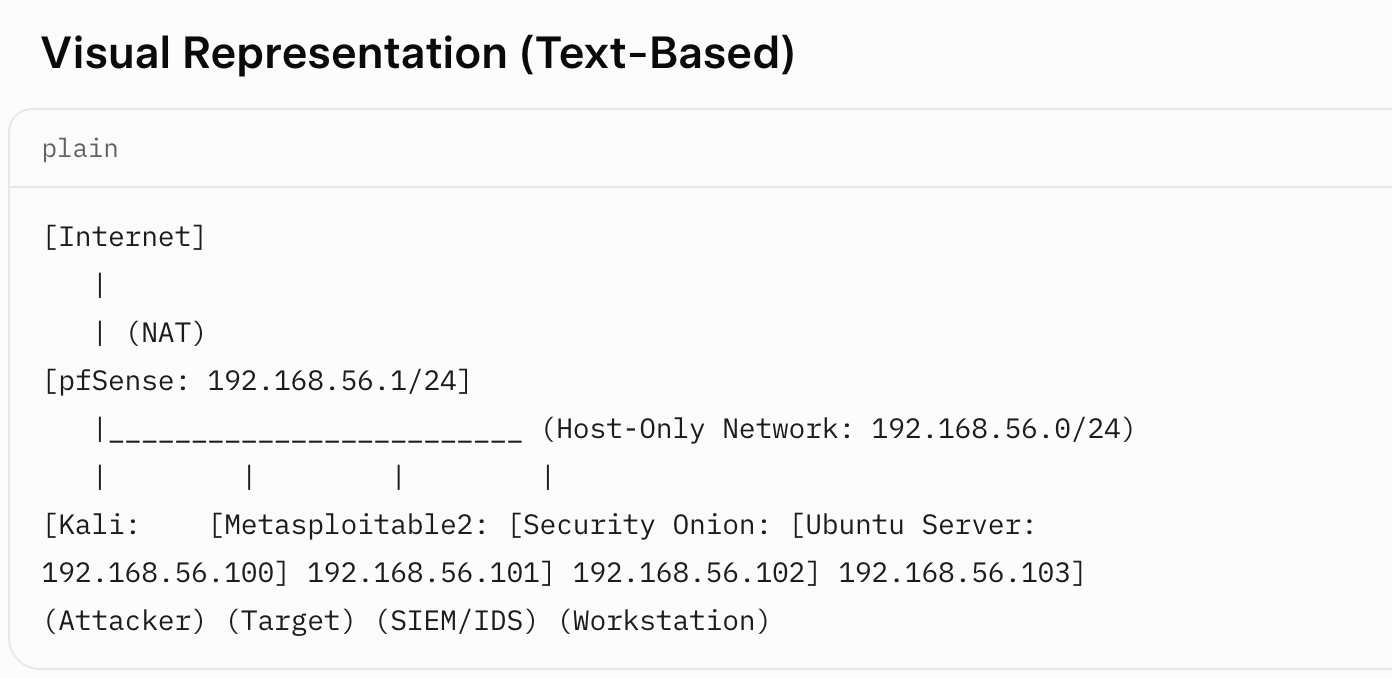 Visual Representation (Text-Based)
plain
[Internet]
   |
   | (NAT)
[pfSense: 192.168.56.1/24]
   |_________________________ (Host-Only Network: 192.168.56.0/24)
   |        |        |        |
[Kali:    [Metasploitable2: [Security Onion: [Ubuntu Server:
192.168.56.100] 192.168.56.101] 192.168.56.102] 192.168.56.103]
(Attacker) (Target) (SIEM/IDS) (Workstation)